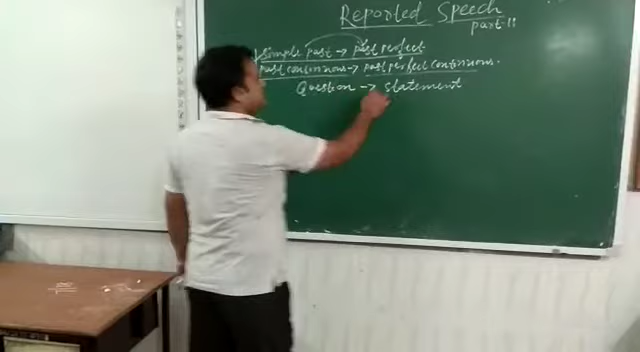 Reported Speech
part-II
Simple past → past perfect
past continuous → past perfect continuous.
Question → statement